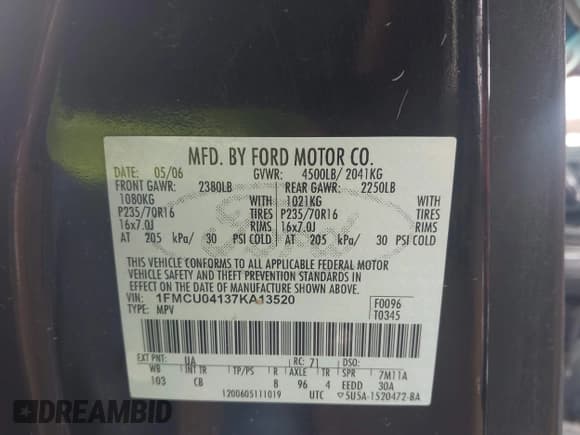 MFD. BY FORD MOTOR CO.
DATE: 05/06 GVWR: 4500LB/ 2041KG
FRONT GAWR: 2380LB REAR GAWR: 2250LB
1080KG WITH 1021KG WITH
P235/70R16 TIRES P235/70R16 TIRES
16x7.0J RIMS 16x7.0J RIMS
AT 205 kPa/ 30 PSI COLD AT 205 kPa/ 30 PSI COLD
THIS VEHICLE CONFORMS TO ALL APPLICABLE FEDERAL MOTOR
VEHICLE SAFETY AND THEFT PREVENTION STANDARDS IN
EFFECT ON THE DATE OF MANUFACTURE SHOWN ABOVE.
VIN: 1FMCU04137KA13520 F0096
TYPE: MPV T0345
EXT PNT: UA RC: 71 DSO:
WB INT TR TP/PS R AXLE TR SPR 7M11A
103 CB 8 96 4 EEDD 30A
1200605111019 UTC 5U5A-1520472-BA
DREAMBID